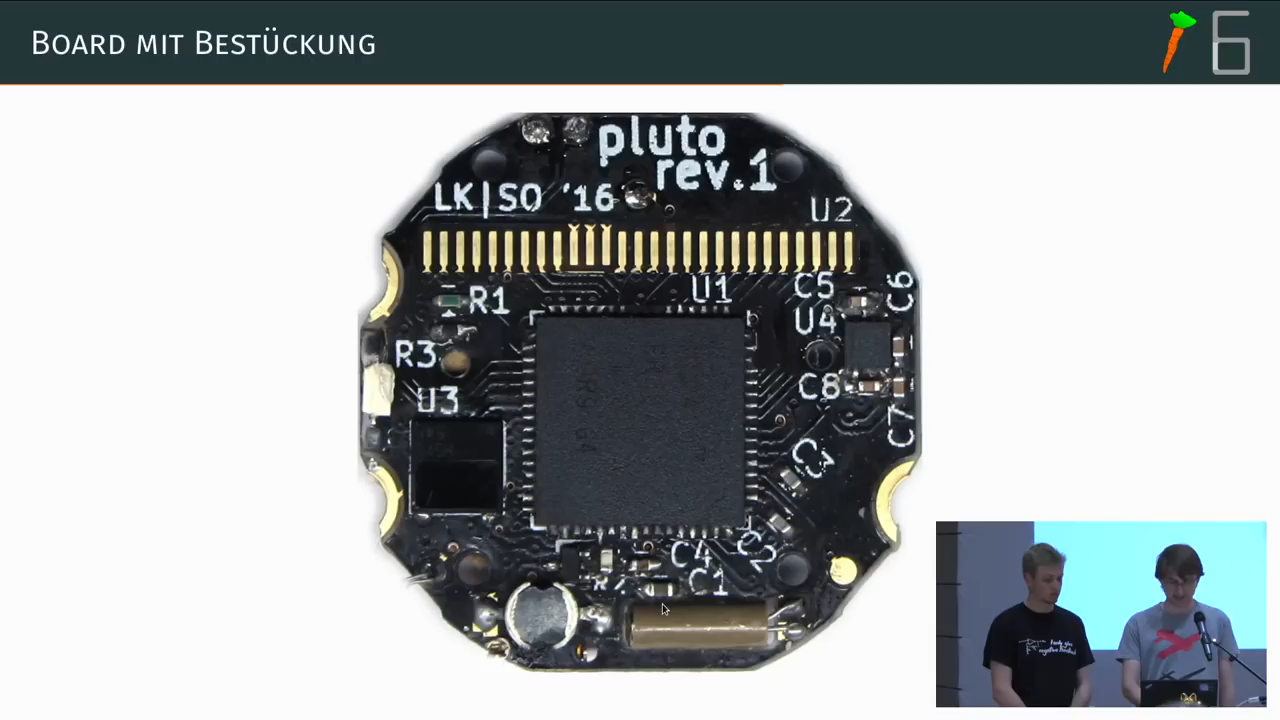 BOARD MIT BESTÜCKUNG
6
pluto
rev.1
LK|SO '16
U2
R1
U1
C5
C6
U4
R3
C8
U3
C7
C3
C4
C2
C1